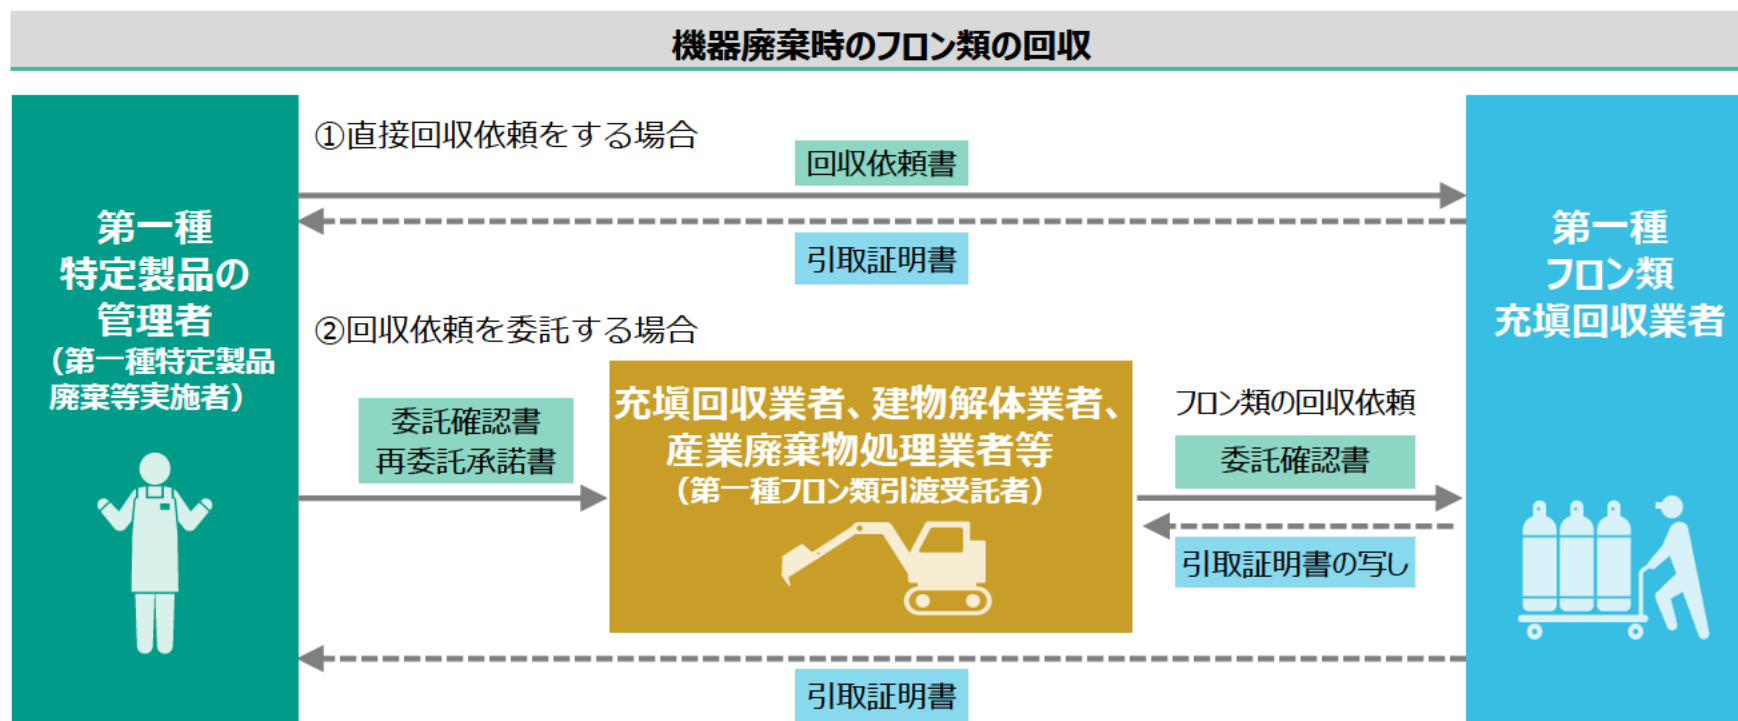 機器廃棄時のフロン類の回収
第一種
特定製品の
管理者
（第一種特定製品
廃棄等実施者）
①直接回収依頼をする場合
回収依頼書
引取証明書
②回収依頼を委託する場合
委託確認書
再委託承諾書
充塡回収業者、建物解体業者、
産業廃棄物処理業者等
（第一種フロン類引渡受託者）
フロン類の回収依頼
委託確認書
引取証明書の写し
引取証明書
第一種
フロン類
充塡回収業者